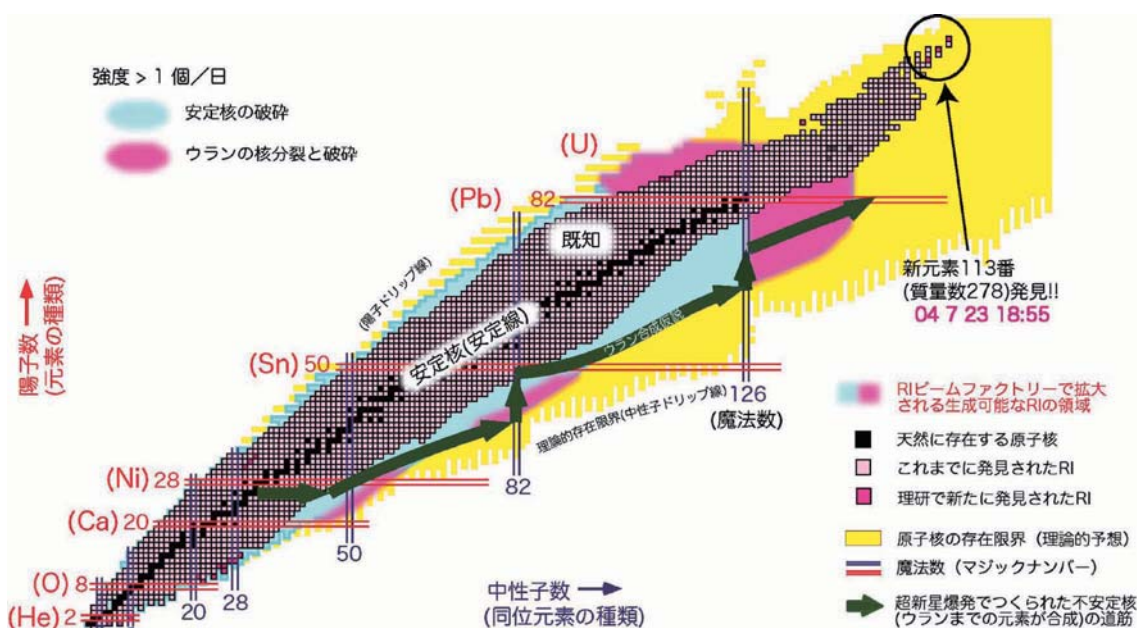 強度 > 1 個／日
安定核の破砕
ウランの核分裂と破砕
(U)
(Pb) 82
既知
(陽子ドリップ線)
安定核(安定線)
新元素113番
(質量数278)発見!!
04 7 23 18:55
陽子数
(元素の種類)
(Sn) 50
ウラン合成仮説
理論的存在限界(中性子ドリップ線)
126
(魔法数)
(Ni) 28
82
(Ca) 20
50
(O) 8
20
28
(He) 2
中性子数
(同位元素の種類)
RIビームファクトリーで拡大
される生成可能なRIの領域
天然に存在する原子核
これまでに発見されたRI
理研で新たに発見されたRI
原子核の存在限界（理論的予想）
魔法数（マジックナンバー）
超新星爆発でつくられた不安定核
(ウランまでの元素が合成)の道筋